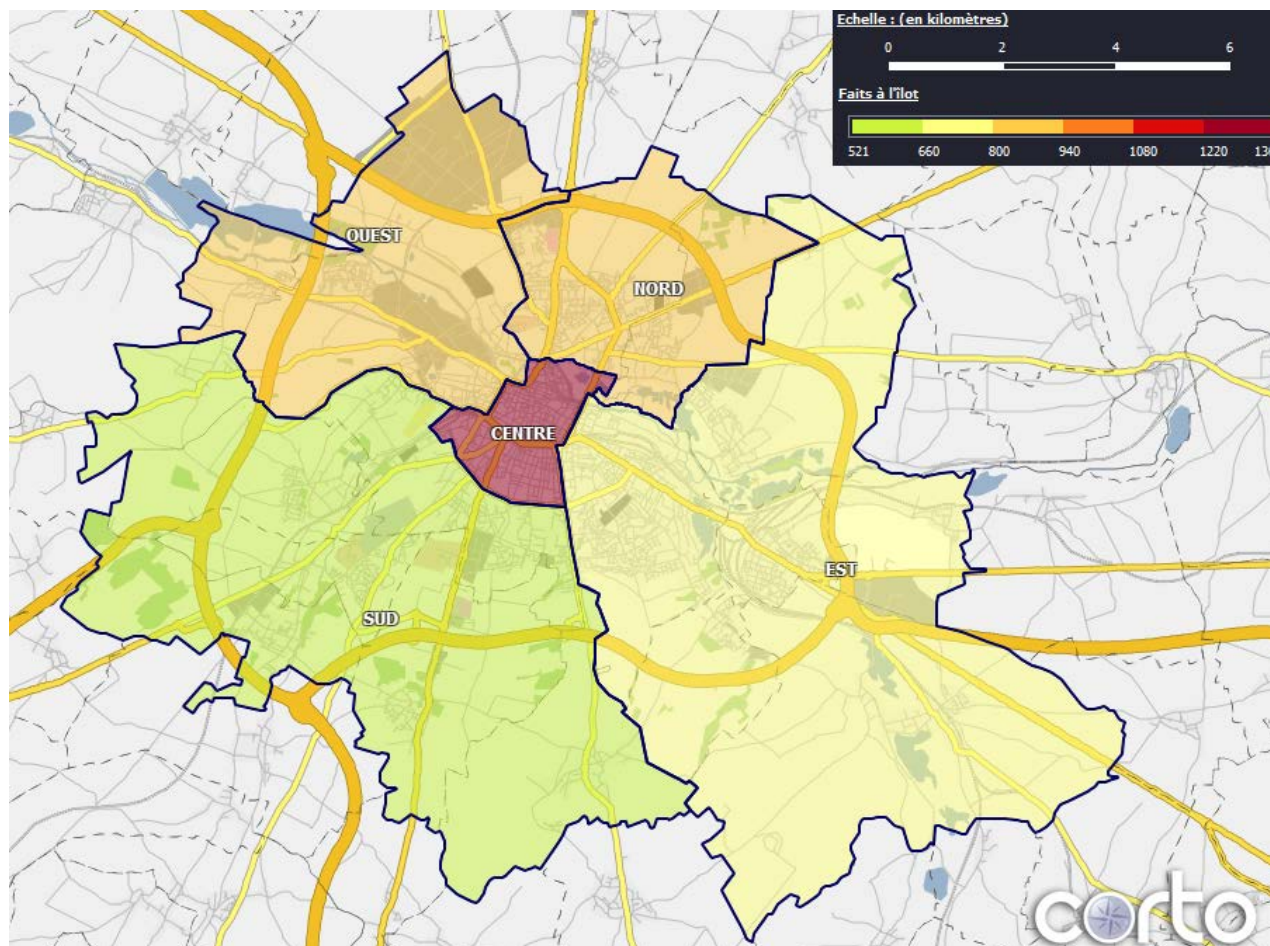 Echelle : (en kilomètres)
0 2 4 6
Faits à l'îlot
521 660 800 940 1080 1220
OUEST
NORD
CENTRE
EST
SUD
corto